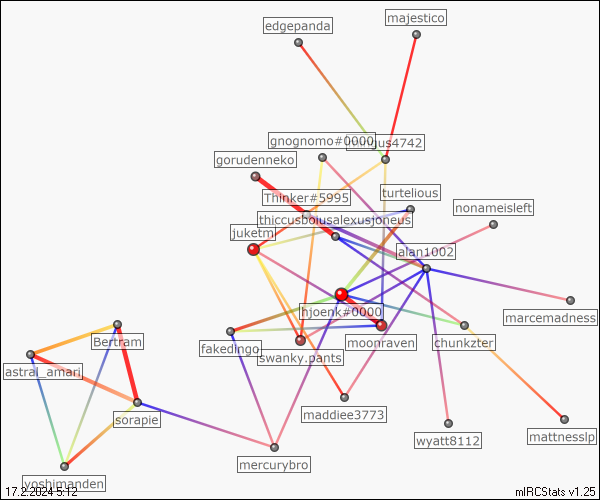 majestico
edgepanda
gnognomo#0000
gorudenneko
Thinker#5995
turtelious
thiccusboiusalexusjoneus
nonameisleft
juketm
alan1002
hjoenk#0000
marcemadness
Bertram
fakedingo
moonraven
chunkzter
swanky.pants
astral_amari
sorapie
maddiee3773
wyatt8112
mattnesslp
mercurybro
yoshimanden
17.2.2024 5:12
mIRCStats v1.25